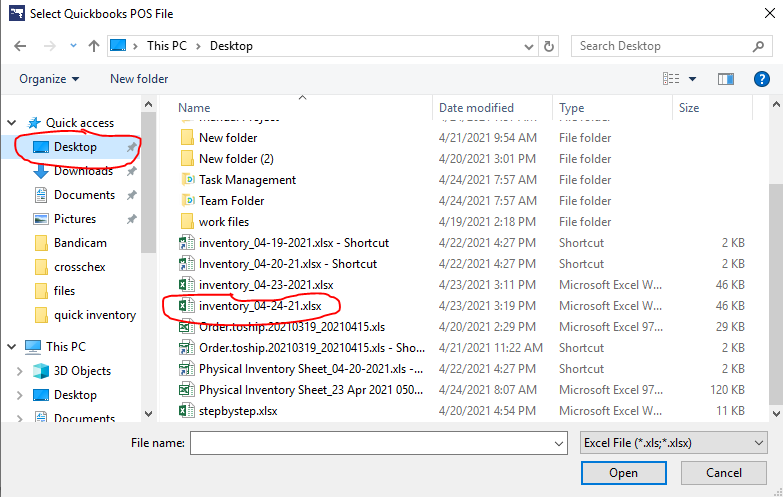 Select Quickbooks POS File
This PC > Desktop
Search Desktop
Organize
New folder
Name
Date modified
Type
Size
Quick access
Desktop
Downloads
Documents
Pictures
Bandicam
crosschex
files
quick inventory
This PC
3D Objects
Desktop
Documents
New folder 4/21/2021 9:54 AM File folder
New folder (2) 4/20/2021 3:01 PM File folder
Task Management 4/24/2021 7:57 AM File folder
Team Folder 4/24/2021 7:57 AM File folder
work files 4/19/2021 2:18 PM File folder
inventory_04-19-2021.xlsx - Shortcut 4/22/2021 4:27 PM Shortcut 2 KB
Inventory_04-20-21.xlsx - Shortcut 4/22/2021 4:27 PM Shortcut 2 KB
inventory_04-23-2021.xlsx 4/23/2021 3:11 PM Microsoft Excel W... 46 KB
inventory_04-24-21.xlsx 4/23/2021 3:19 PM Microsoft Excel W... 46 KB
Order.toship.20210319_20210415.xls 4/20/2021 2:29 PM Microsoft Excel 97... 29 KB
Order.toship.20210319_20210415.xls - Sho... 4/21/2021 11:22 AM Shortcut 2 KB
Physical Inventory Sheet_04-20-2021.xls -... 4/22/2021 4:27 PM Shortcut 2 KB
Physical Inventory Sheet_23 Apr 2021 050... 4/24/2021 8:07 AM Microsoft Excel 97... 120 KB
stepbystep.xlsx 4/20/2021 4:54 PM Microsoft Excel W... 11 KB
File name:
Excel File (*.xls;*.xlsx)
Open
Cancel